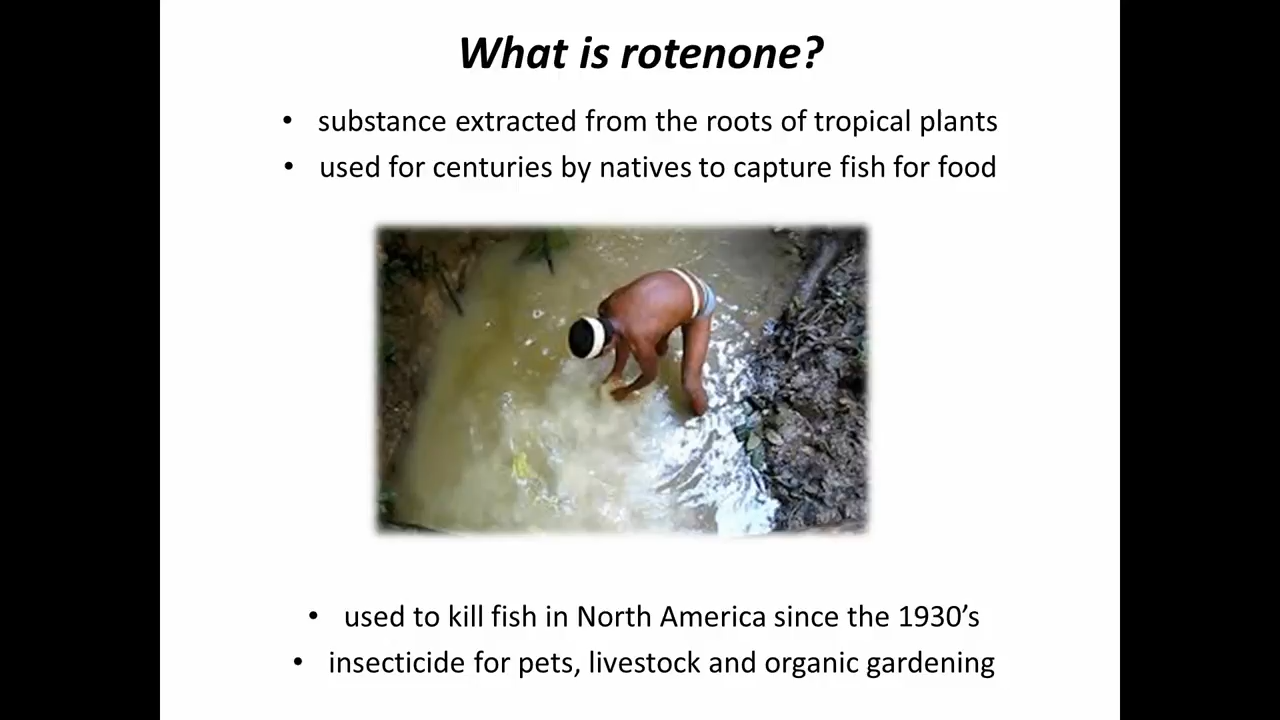 What is rotenone?
• substance extracted from the roots of tropical plants
• used for centuries by natives to capture fish for food
• used to kill fish in North America since the 1930’s
• insecticide for pets, livestock and organic gardening